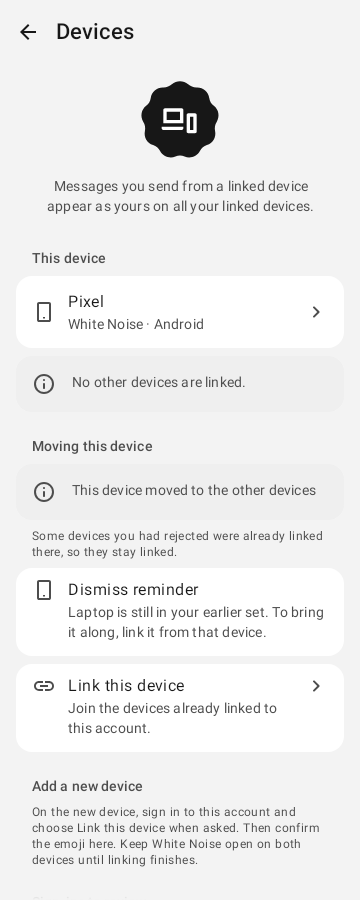 Devices
Messages you send from a linked device
appear as yours on all your linked devices.
This device
Pixel
White Noise · Android
No other devices are linked.
Moving this device
This device moved to the other devices
Some devices you had rejected were already linked
there, so they stay linked.
Dismiss reminder
Laptop is still in your earlier set. To bring
it along, link it from that device.
Link this device
Join the devices already linked to
this account.
Add a new device
On the new device, sign in to this account and
choose Link this device when asked. Then confirm
the emoji here. Keep White Noise open on both
devices until linking finishes.